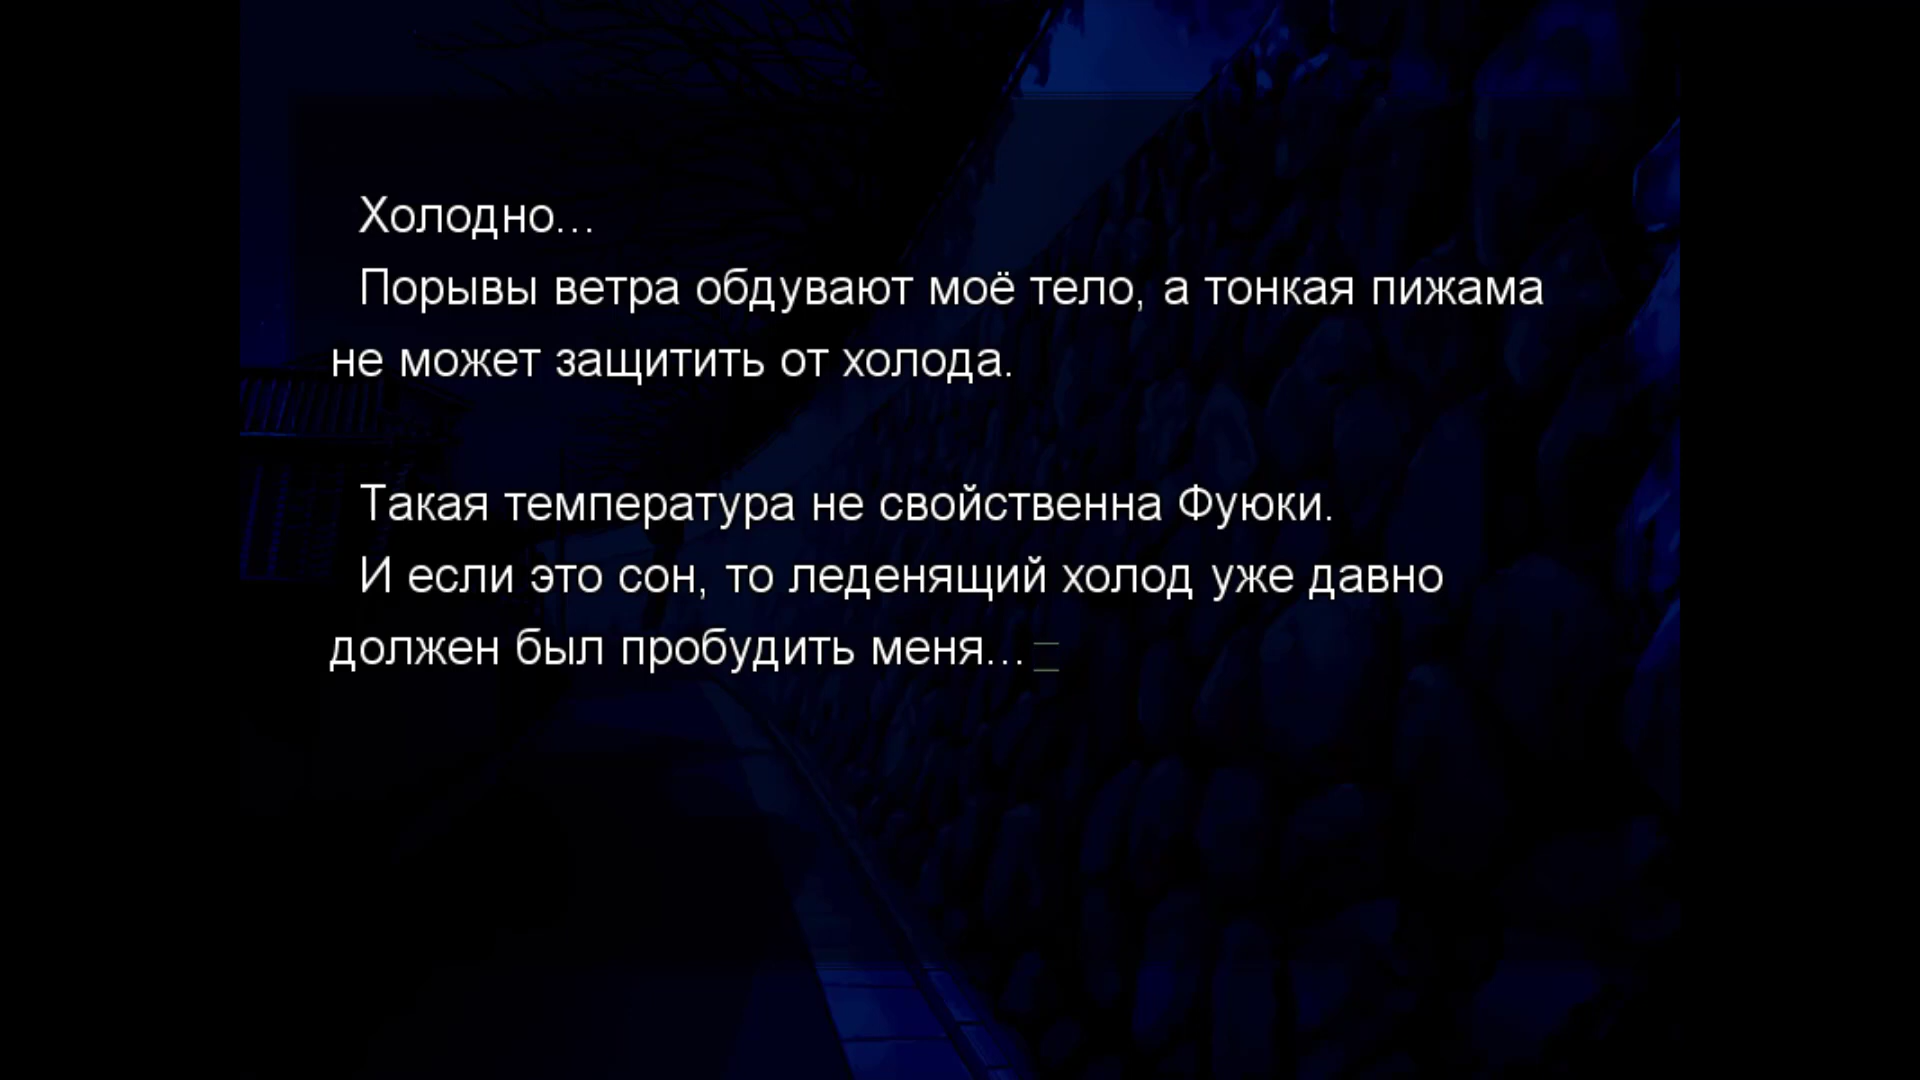 Холодно...
Порывы ветра обдувают моё тело, а тонкая пижама
не может защитить от холода.
Такая температура не свойственна Фуюки.
И если это сон, то леденящий холод уже давно
должен был пробудить меня...